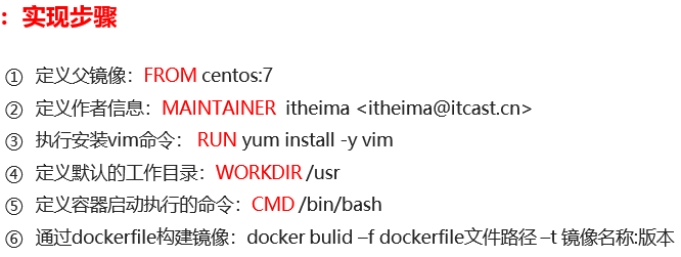 ：实现步骤
① 定义父镜像：FROM centos:7
② 定义作者信息：MAINTAINER itheima <itheima@itcast.cn>
③ 执行安装vim命令： RUN yum install -y vim
④ 定义默认的工作目录：WORKDIR /usr
⑤ 定义容器启动执行的命令：CMD /bin/bash
⑥ 通过dockerfile构建镜像：docker bulid –f dockerfile文件路径 –t 镜像名称:版本